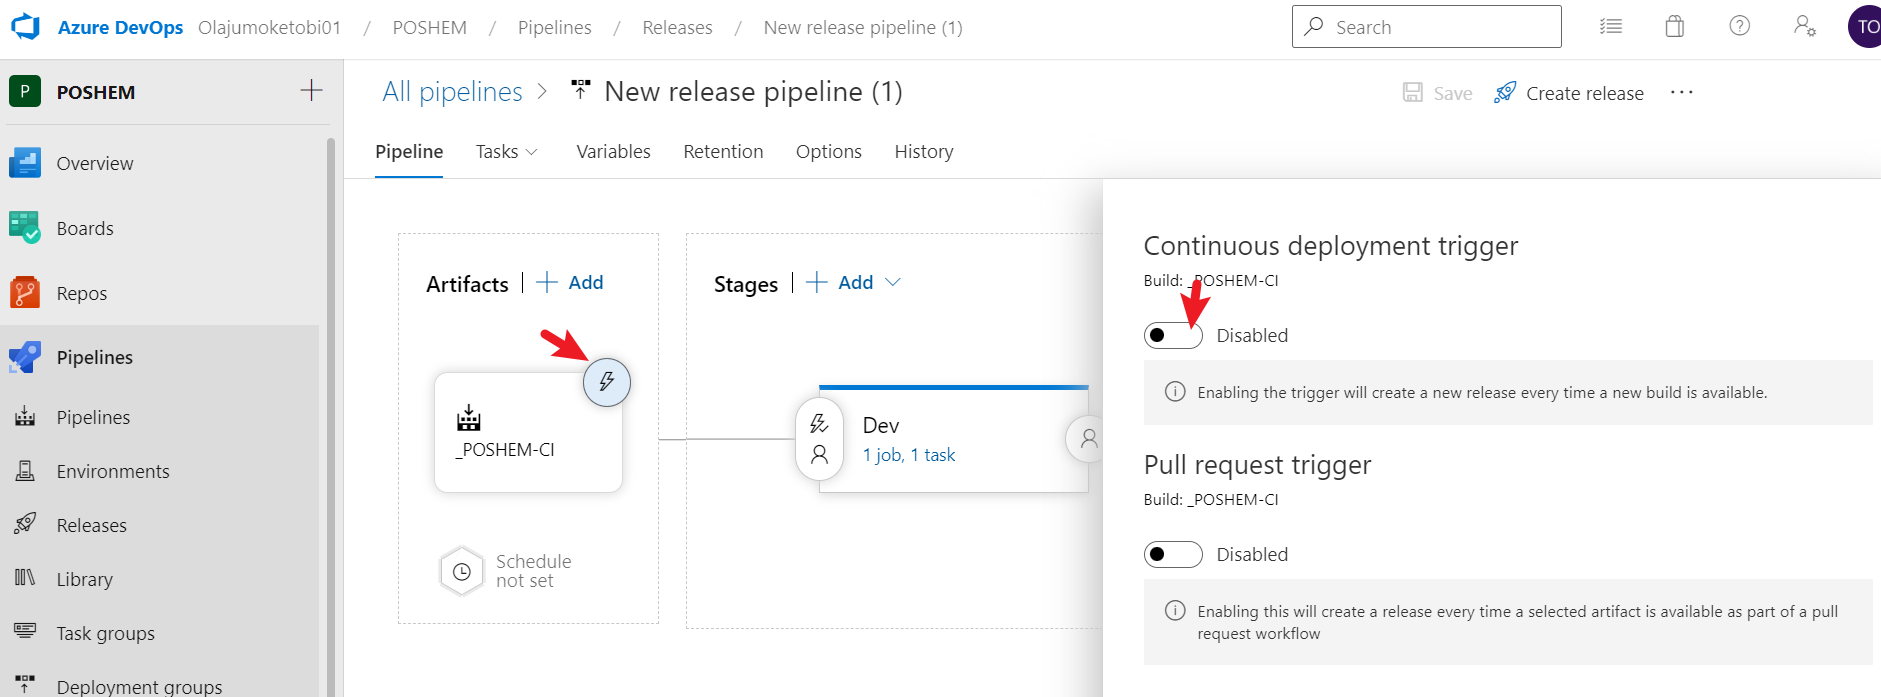 Azure DevOps Olajumoketobi01 / POSHEM / Pipelines / Releases / New release pipeline (1)
Search
TO
P POSHEM
Overview
Boards
Repos
Pipelines
Pipelines
Environments
Releases
Library
Task groups
Deployment groups
All pipelines > New release pipeline (1)
Save
Create release
Pipeline
Tasks
Variables
Retention
Options
History
Artifacts | + Add
_POSHEM-CI
Schedule
not set
Stages | + Add
Dev
1 job, 1 task
Continuous deployment trigger
Build: _POSHEM-CI
Disabled
Enabling the trigger will create a new release every time a new build is available.
Pull request trigger
Build: _POSHEM-CI
Disabled
Enabling this will create a release every time a selected artifact is available as part of a pull
request workflow